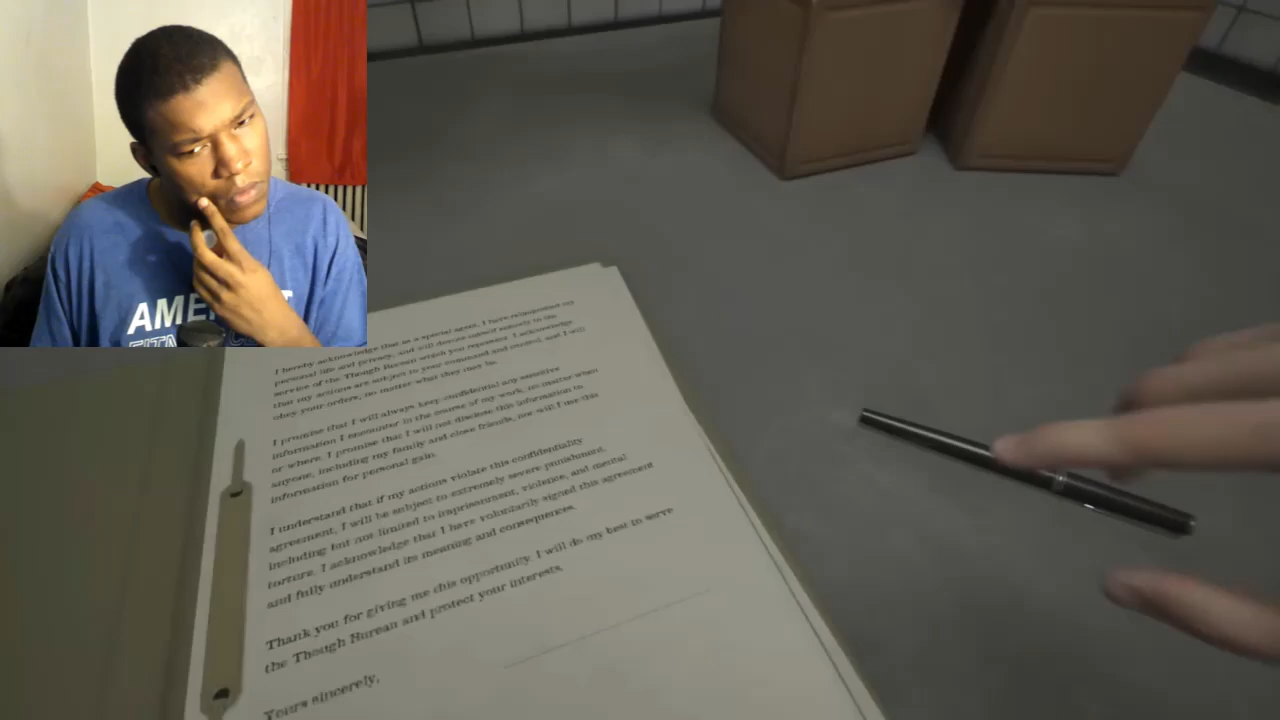 AME
I hereby acknowledge that as a special agent, I have relinquished my
personal life and privacy, and will devote myself entirely to the
service of the Though Bureau which you represent. I acknowledge
that my actions are subject to your command and control, and I will
obey your orders, no matter what they may be.
I promise that I will always keep confidential any sensitive
information I encounter in the course of my work, no matter when
or where. I promise that I will not disclose this information to
anyone, including my family and close friends, nor will I use this
information for personal gain.
I understand that if my actions violate this confidentiality
agreement, I will be subject to extremely severe punishment,
including but not limited to imprisonment, violence, and mental
torture. I acknowledge that I have voluntarily signed this agreement
and fully understand its meaning and consequences.
Thank you for giving me this opportunity. I will do my best to serve
the Though Bureau and protect your interests.
Yours sincerely,